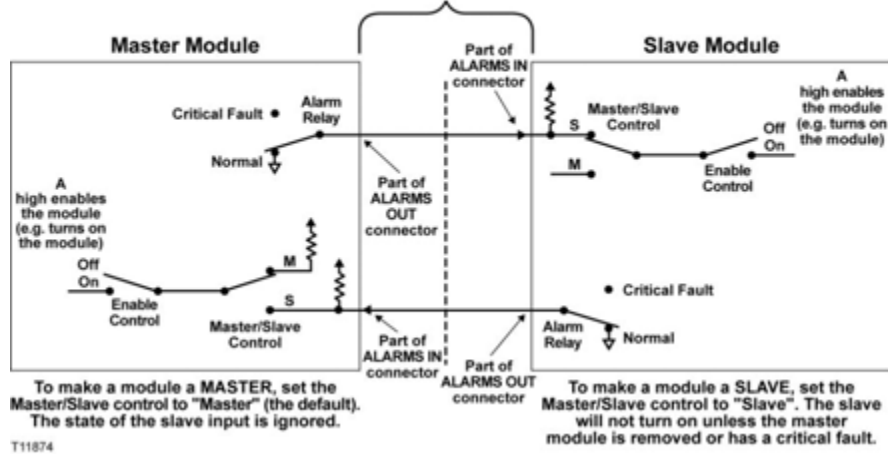 Master Module
Slave Module
Part of
ALARMS IN
connector
A
high enables
the module
(e.g. turns on
the module)
Critical Fault
Alarm
Relay
Normal
S
Master/Slave
Control
M
Off
On
Enable
Control
Part of
ALARMS
OUT
connector
A
high enables
the module
(e.g. turns on
the module)
Off
On
Enable
Control
M
S
Master/Slave
Control
Part of
ALARMS IN
connector
Part of
ALARMS OUT
connector
Critical Fault
Alarm
Relay
Normal
To make a module a MASTER, set the
Master/Slave control to "Master" (the default).
The state of the slave input is ignored.
To make a module a SLAVE, set the
Master/Slave control to "Slave". The slave
will not turn on unless the master
module is removed or has a critical fault.
T11874